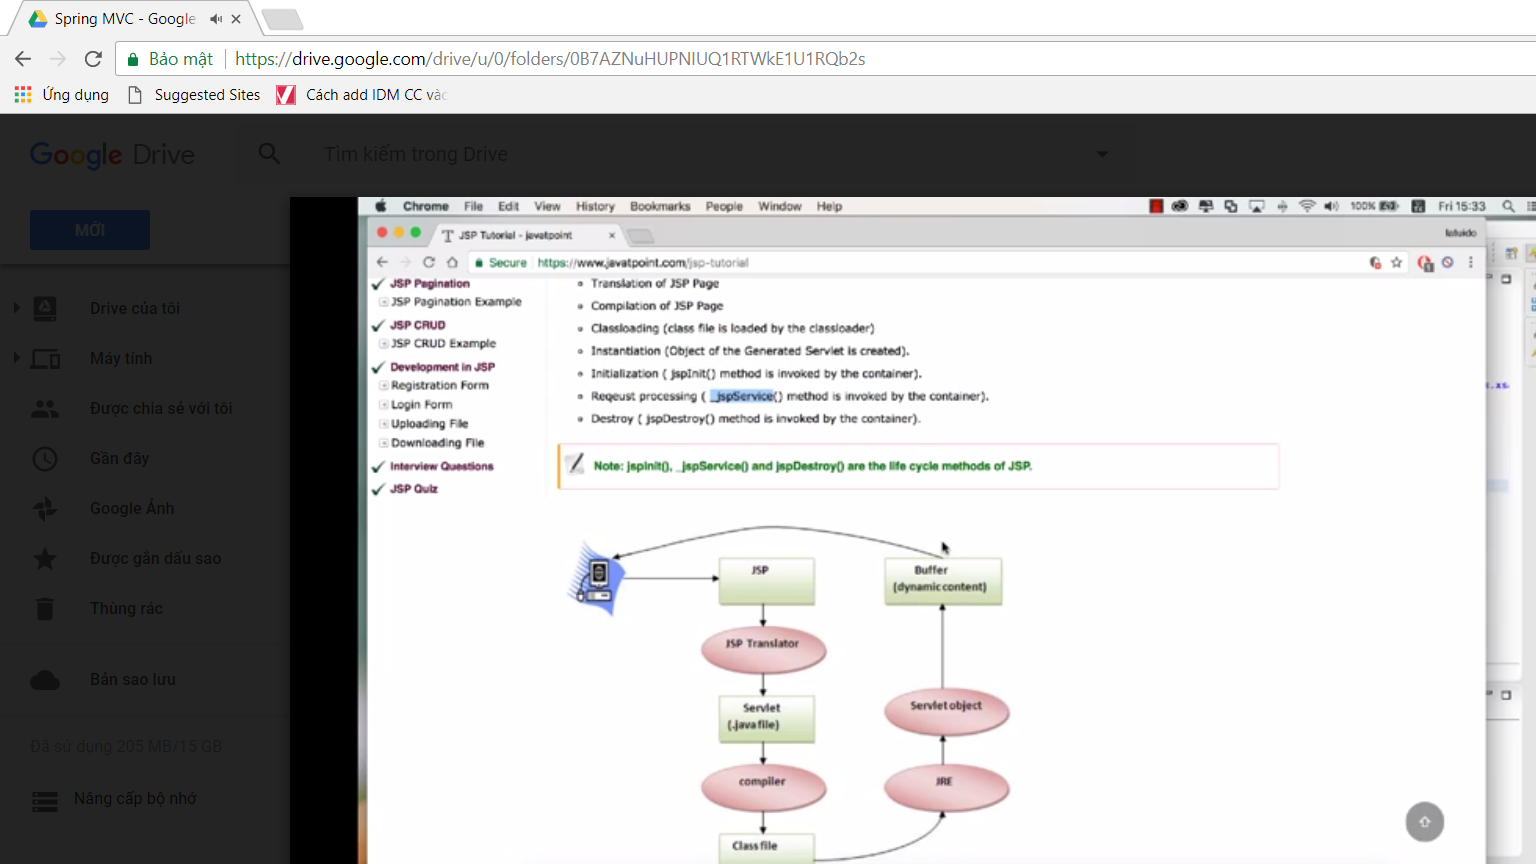 Spring MVC - Google
Bảo mật
https://drive.google.com/drive/u/0/folders/0B7AZNuHUPNIUQ1RTWkE1U1RQb2s
Ứng dụng
Suggested Sites
Cách add IDM CC vào
Google Drive
Tìm kiếm trong Drive
MỚI
Drive của tôi
Máy tính
Được chia sẻ với tôi
Gần đây
Google Ảnh
Được gắn dấu sao
Thùng rác
Bản sao lưu
Đã sử dụng 205 MB/15 GB
Nâng cấp bộ nhớ
Chrome File Edit View History Bookmarks People Window Help
100%
Fri 15:33
JSP Tutorial - javatpoint
Secure
https://www.javatpoint.com/jsp-tutorial
JSP Pagination
JSP Pagination Example
JSP CRUD
JSP CRUD Example
Development in JSP
Registration Form
Login Form
Uploading File
Downloading File
Interview Questions
JSP Quiz
Translation of JSP Page
Compilation of JSP Page
Classloading (class file is loaded by the classloader)
Instantiation (Object of the Generated Servlet is created).
Initialization ( jspInit() method is invoked by the container).
Reqeust processing ( _jspService() method is invoked by the container).
Destroy ( jspDestroy() method is invoked by the container).
Note: jspInit(), _jspService() and jspDestroy() are the life cycle methods of JSP.
JSP
JSP Translator
Servlet
(.java file)
compiler
Class file
Buffer
(dynamic content)
Servlet object
JRE